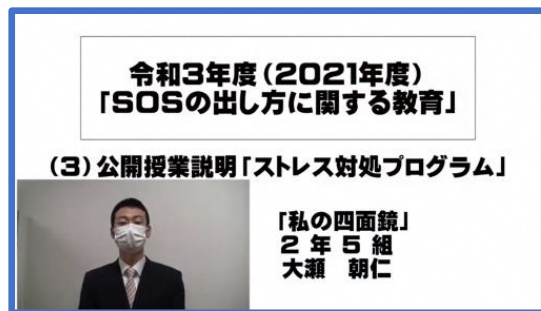 令和3年度(2021年度)
「SOSの出し方に関する教育」
(3)公開授業説明「ストレス対処プログラム」
「私の四面鏡」
2年5組
大瀬 朝仁